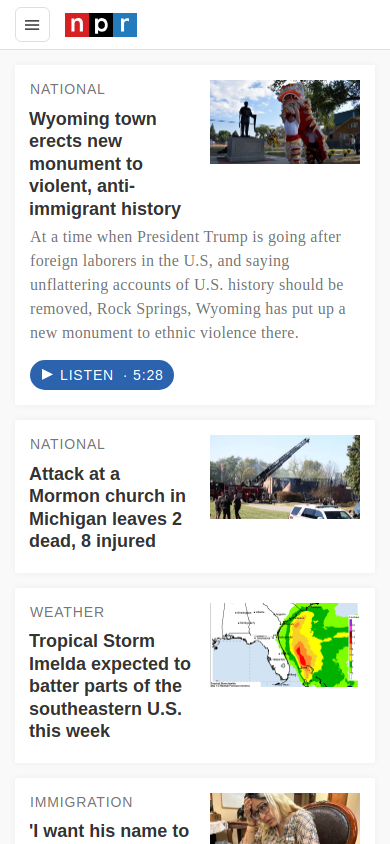 npr
NATIONAL
Wyoming town
erects new
monument to
violent, anti-
immigrant history
At a time when President Trump is going after
foreign laborers in the U.S, and saying
unflattering accounts of U.S. history should be
removed, Rock Springs, Wyoming has put up a
new monument to ethnic violence there.
LISTEN · 5:28
NATIONAL
Attack at a
Mormon church in
Michigan leaves 2
dead, 8 injured
WEATHER
Tropical Storm
Imelda expected to
batter parts of the
southeastern U.S.
this week
IMMIGRATION
'I want his name to